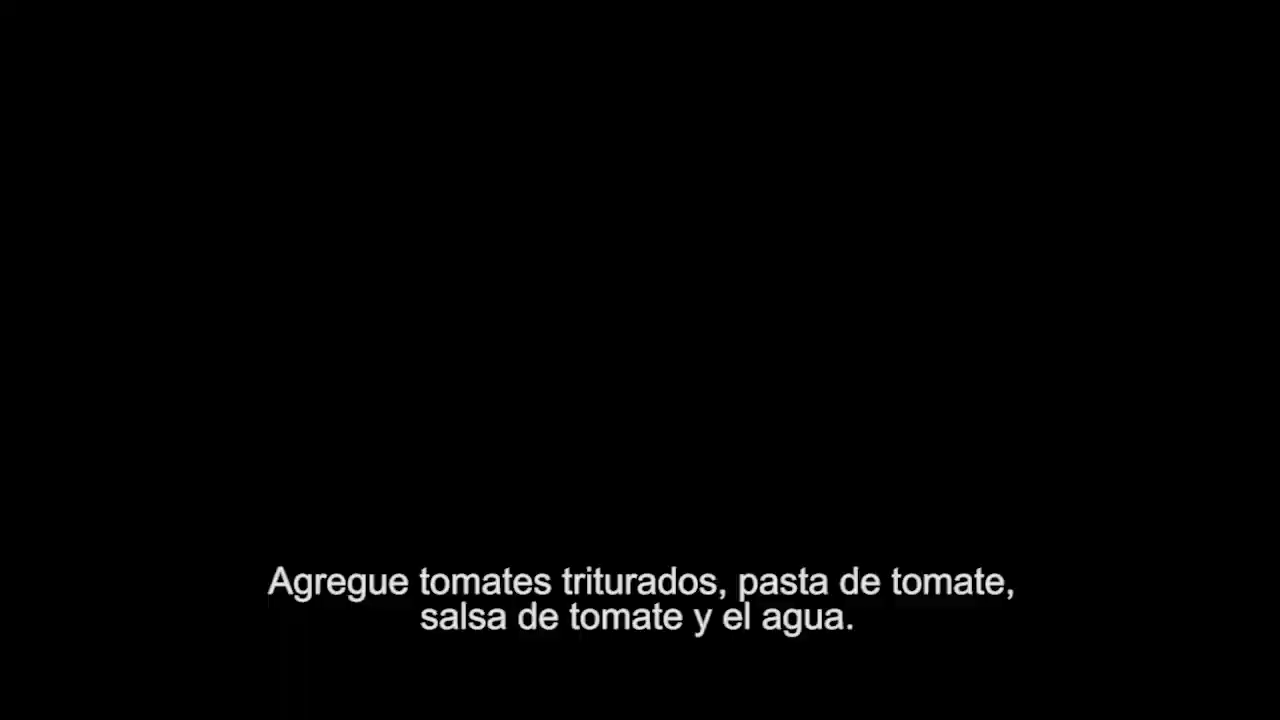 Agregue tomates triturados, pasta de tomate,
salsa de tomate y el agua.